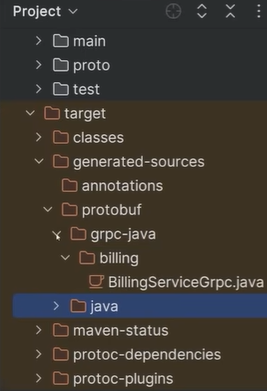 Project
main
proto
test
target
classes
generated-sources
annotations
protobuf
grpc-java
billing
BillingServiceGrpc.java
java
maven-status
protoc-dependencies
protoc-plugins